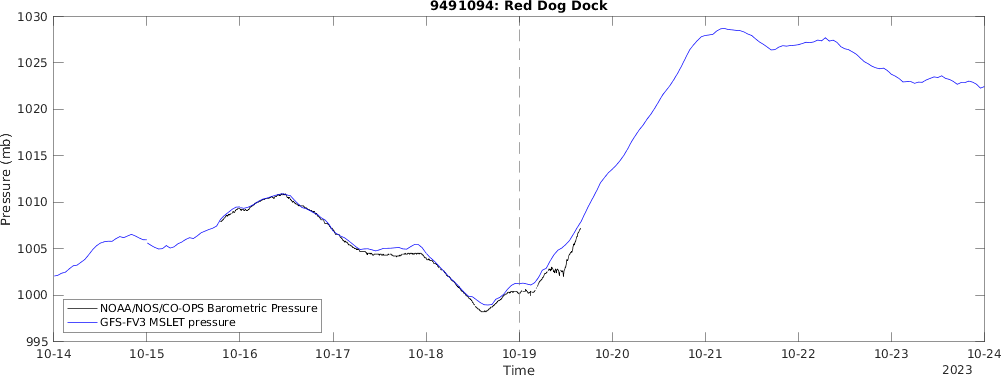 9491094: Red Dog Dock
Pressure (mb)
1030
1025
1020
1015
1010
1005
1000
995
NOAA/NOS/CO-OPS Barometric Pressure
GFS-FV3 MSLET pressure
10-14 10-15 10-16 10-17 10-18 10-19 10-20 10-21 10-22 10-23 10-24
Time
2023